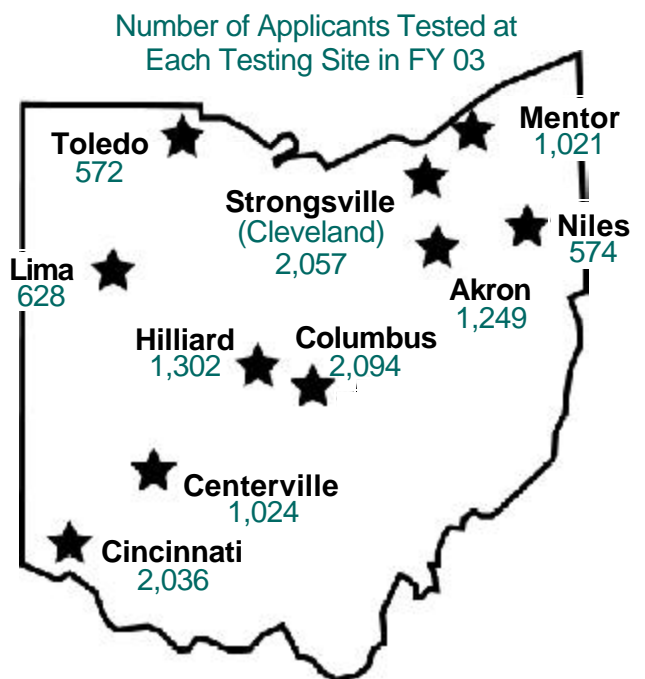 Number of Applicants Tested at
Each Testing Site in FY 03
Toledo
572
Mentor
1,021
Strongsville
(Cleveland)
2,057
Niles
574
Lima
628
Akron
1,249
Hilliard
1,302
Columbus
2,094
Centerville
1,024
Cincinnati
2,036